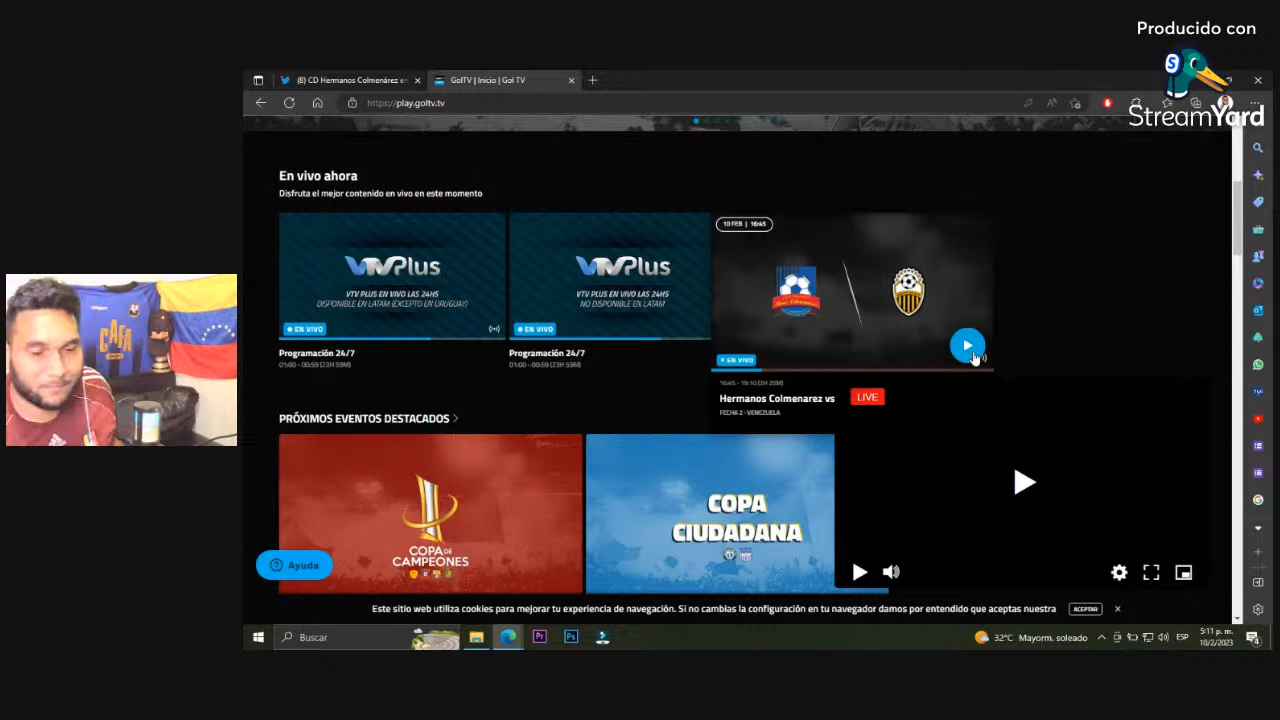 Producido con
StreamYard
(8) CD Hermanos Colmenárez en
GolTV | Inicio | Gol TV
https://play.goltv.tv
En vivo ahora
Disfruta el mejor contenido en vivo en este momento
VTVPlus
VTV PLUS EN VIVO LAS 24HS
DISPONIBLE EN LATAM (EXCEPTO EN URUGUAY)
EN VIVO
Programación 24/7
01:00 - 00:59 (23H 59M)
VTVPlus
VTV PLUS EN VIVO LAS 24HS
NO DISPONIBLE EN LATAM
EN VIVO
Programación 24/7
01:00 - 00:59 (23H 59M)
10 FEB | 16:45
EN VIVO
16:45 - 19:10 (2H 25M)
Hermanos Colmenarez vs
LIVE
FECHA 2 - VENEZUELA
PRÓXIMOS EVENTOS DESTACADOS
COPA DE
CAMPEONES
COPA
CIUDADANA
Ayuda
Este sitio web utiliza cookies para mejorar tu experiencia de navegación. Si no cambias la configuración en tu navegador damos por entendido que aceptas nuestra
ACEPTAR
Buscar
Pr
Ps
32°C Mayorm. soleado
ESP
5:11 p. m.
10/2/2023
CAFA